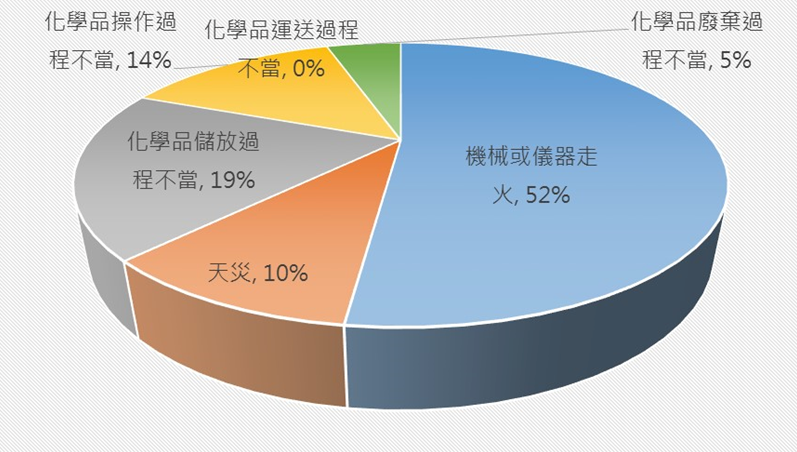 化學品操作過
程不當, 14%
化學品運送過程
不當, 0%
化學品廢棄過
程不當, 5%
化學品儲放過
程不當, 19%
機械或儀器走
火, 52%
天災, 10%